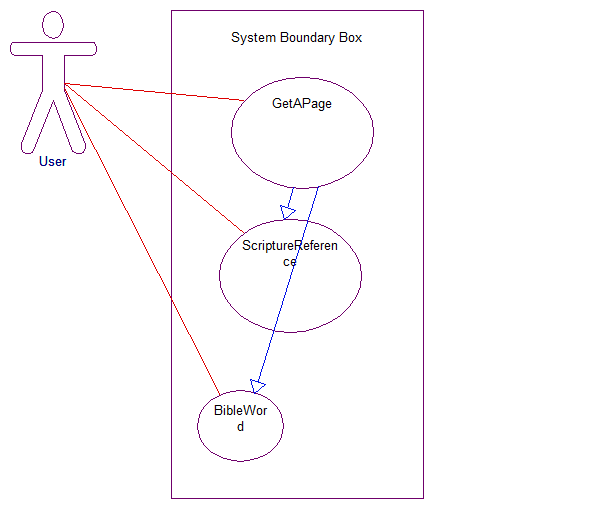 System Boundary Box
GetAPage
User
ScriptureReferen
ce
BibleWor
d